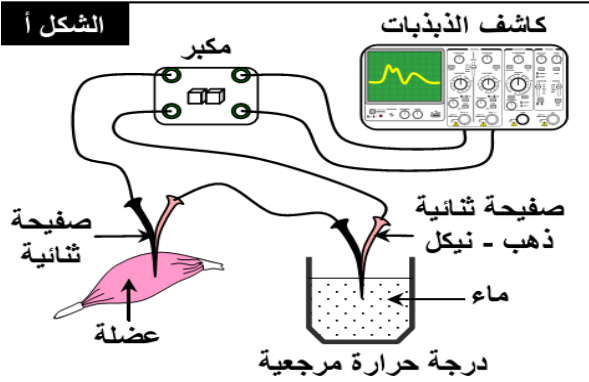 الشكل أ
كاشف الذبذبات
مكبر
صفيحة ثنائية
ذهب - نيكل
صفيحة
ثنائية
ماء
عضلة
درجة حرارة مرجعية